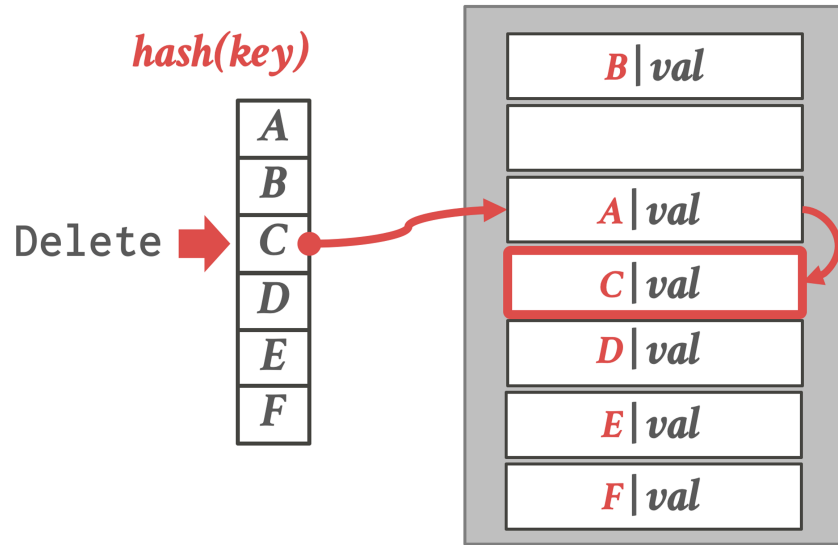 hash(key)
A
B
Delete
C
D
E
F
B|val
A|val
C|val
D|val
E|val
F|val